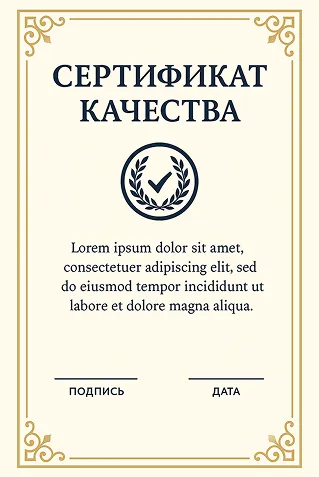 СЕРТИФИКАТ
КАЧЕСТВА
Lorem ipsum dolor sit amet,
consectetuer adipiscing elit, sed
do eiusmod tempor incididunt ut
labore et dolore magna aliqua.
ПОДПИСЬ ДАТА